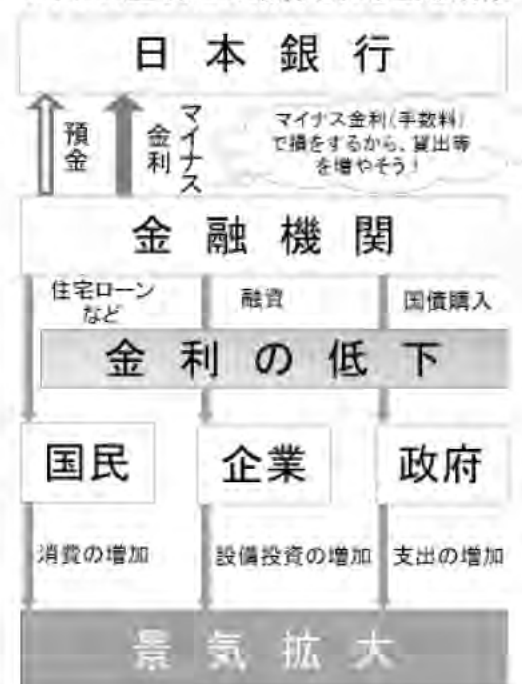 日本銀行
預金
マイナス
金利
マイナス金利(手数料)
で損をするから、貸出等
を増やそう!
金融機関
住宅ローン
など
融資
国債購入
金利の低下
国民
企業
政府
消費の増加
設備投資の増加
支出の増加
景気拡大